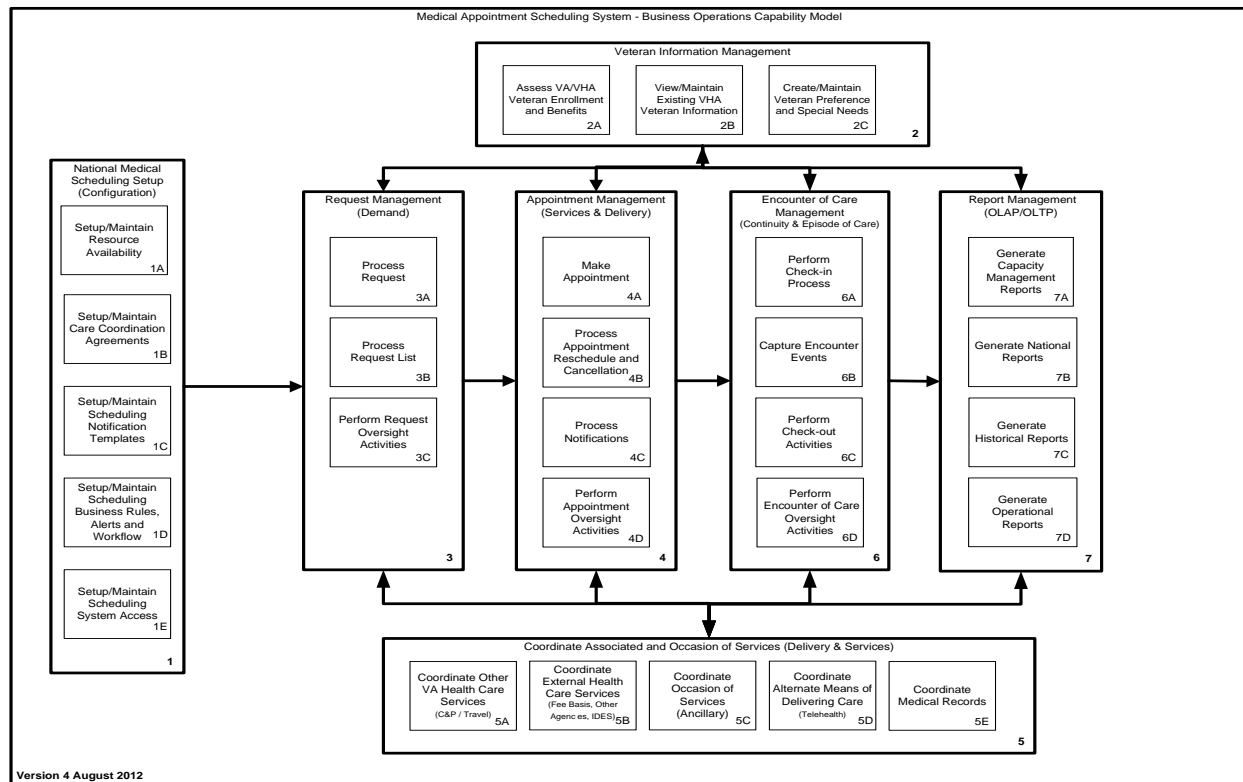 Medical Appointment Scheduling System - Business Operations Capability Model
Veteran Information Management
Assess VA/VHA
Veteran Enrollment
and Benefits
2A
View/Maintain
Existing VHA
Veteran Information
2B
Create/Maintain
Veteran Preference
and Special Needs
2C
2
National Medical
Scheduling Setup
(Configuration)
Setup/Maintain
Resource
Availability
1A
Setup/Maintain
Care Coordination
Agreements
1B
Setup/Maintain
Scheduling
Notification
Templates
1C
Setup/Maintain
Scheduling
Business Rules,
Alerts and
Workflow
1D
Setup/Maintain
Scheduling
System Access
1E
1
Request Management
(Demand)
Process
Request
3A
Process
Request List
3B
Perform Request
Oversight
Activities
3C
3
Appointment Management
(Services & Delivery)
Make
Appointment
4A
Process
Appointment
Reschedule and
Cancellation
4B
Process
Notifications
4C
Perform
Appointment
Oversight
Activities
4D
4
Encounter of Care
Management
(Continuity & Episode of Care)
Perform
Check-in
Process
6A
Capture Encounter
Events
6B
Perform
Check-out
Activities
6C
Perform
Encounter of Care
Oversight
Activities
6D
6
Report Management
(OLAP/OLTP)
Generate
Capacity
Management
Reports
7A
Generate National
Reports
7B
Generate
Historical Reports
7C
Generate
Operational
Reports
7D
7
Coordinate Associated and Occasion of Services (Delivery & Services)
Coordinate Other
VA Health Care
Services
(C&P / Travel)
5A
Coordinate
External Health
Care Services
(Fee Basis, Other
Agences, IDES)
5B
Coordinate
Occasion of
Services
(Ancillary)
5C
Coordinate
Alternate Means of
Delivering Care
(Telehealth)
5D
Coordinate
Medical Records
5E
5
Version 4 August 2012